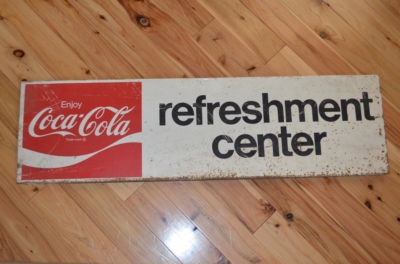 Enjoy
Coca-Cola
refreshment
center